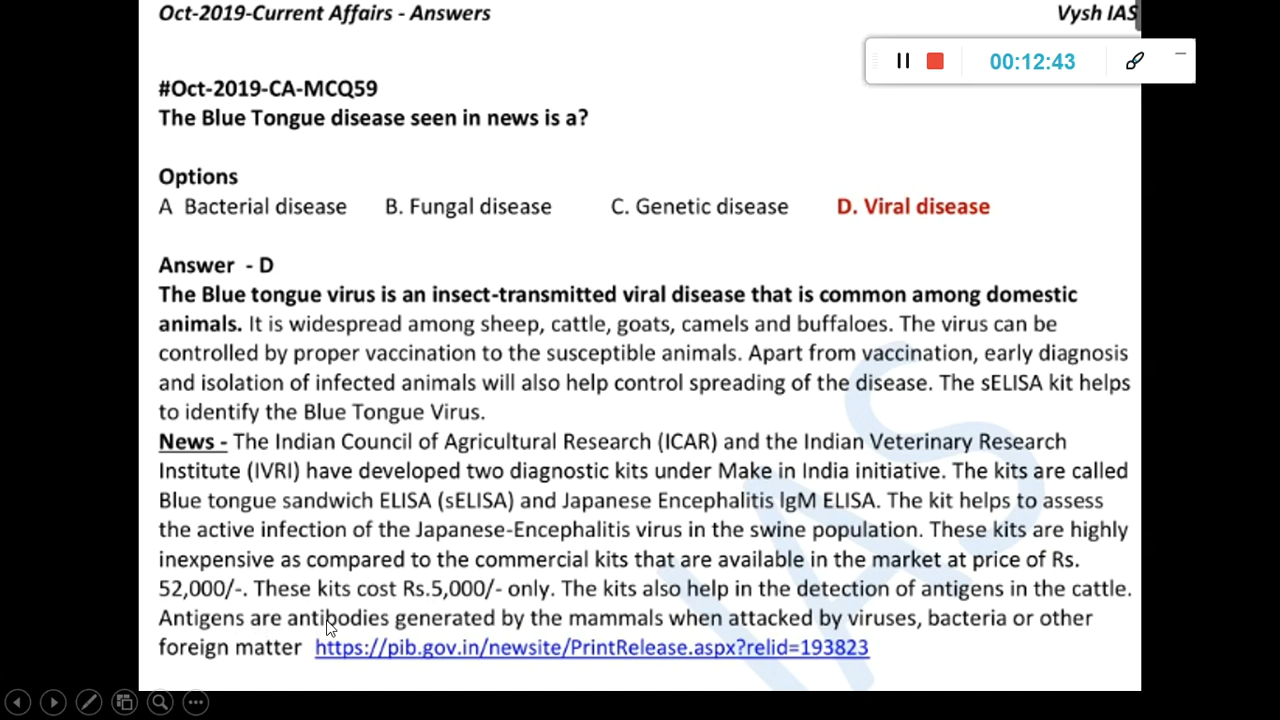 Oct-2019-Current Affairs - Answers Vysh IAS
00:12:43
#Oct-2019-CA-MCQ59
The Blue Tongue disease seen in news is a?
Options
A Bacterial disease B. Fungal disease C. Genetic disease D. Viral disease
Answer - D
The Blue tongue virus is an insect-transmitted viral disease that is common among domestic
animals. It is widespread among sheep, cattle, goats, camels and buffaloes. The virus can be
controlled by proper vaccination to the susceptible animals. Apart from vaccination, early diagnosis
and isolation of infected animals will also help control spreading of the disease. The sELISA kit helps
to identify the Blue Tongue Virus.
News - The Indian Council of Agricultural Research (ICAR) and the Indian Veterinary Research
Institute (IVRI) have developed two diagnostic kits under Make in India initiative. The kits are called
Blue tongue sandwich ELISA (sELISA) and Japanese Encephalitis lgM ELISA. The kit helps to assess
the active infection of the Japanese-Encephalitis virus in the swine population. These kits are highly
inexpensive as compared to the commercial kits that are available in the market at price of Rs.
52,000/-. These kits cost Rs.5,000/- only. The kits also help in the detection of antigens in the cattle.
Antigens are antibodies generated by the mammals when attacked by viruses, bacteria or other
foreign matter https://pib.gov.in/newsite/PrintRelease.aspx?relid=193823
IAS